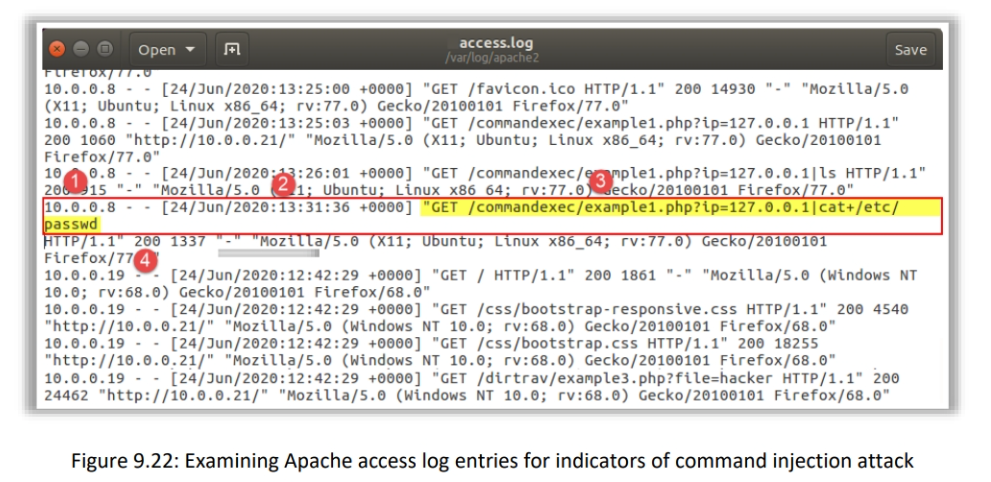 Open
access.log
/var/log/apache2
Save
Firefox/77.0"
10.0.0.8 - - [24/Jun/2020:13:25:00 +0000] "GET /favicon.ico HTTP/1.1" 200 14930 "-" "Mozilla/5.0
(X11; Ubuntu; Linux x86_64; rv:77.0) Gecko/20100101 Firefox/77.0"
10.0.0.8 - - [24/Jun/2020:13:25:03 +0000] "GET /commandexec/example1.php?ip=127.0.0.1 HTTP/1.1"
200 1060 "http://10.0.0.21/" "Mozilla/5.0 (X11; Ubuntu; Linux x86_64; rv:77.0) Gecko/20100101
Firefox/77.0"
10.0.0.8 - - [24/Jun/2020:13:26:01 +0000] "GET /commandexec/example1.php?ip=127.0.0.1|ls HTTP/1.1"
1
2
3
200 915 "-" "Mozilla/5.0 (X11; Ubuntu; Linux x86_64; rv:77.0) Gecko/20100101 Firefox/77.0"
10.0.0.8 - - [24/Jun/2020:13:31:36 +0000] "GET /commandexec/example1.php?ip=127.0.0.1|cat+/etc/
passwd
HTTP/1.1" 200 1337 "-" "Mozilla/5.0 (X11; Ubuntu; Linux x86_64; rv:77.0) Gecko/20100101
Firefox/77
4
10.0.0.19 - - [24/Jun/2020:12:42:29 +0000] "GET / HTTP/1.1" 200 1861 "-" "Mozilla/5.0 (Windows NT
10.0; rv:68.0) Gecko/20100101 Firefox/68.0"
10.0.0.19 - - [24/Jun/2020:12:42:29 +0000] "GET /css/bootstrap-responsive.css HTTP/1.1" 200 4540
"http://10.0.0.21/" "Mozilla/5.0 (Windows NT 10.0; rv:68.0) Gecko/20100101 Firefox/68.0"
10.0.0.19 - - [24/Jun/2020:12:42:29 +0000] "GET /css/bootstrap.css HTTP/1.1" 200 18255
"http://10.0.0.21/" "Mozilla/5.0 (Windows NT 10.0; rv:68.0) Gecko/20100101 Firefox/68.0"
10.0.0.19 - - [24/Jun/2020:12:42:29 +0000] "GET /dirtrav/example3.php?file=hacker HTTP/1.1" 200
24462 "http://10.0.0.21/" "Mozilla/5.0 (Windows NT 10.0; rv:68.0) Gecko/20100101 Firefox/68.0"
Figure 9.22: Examining Apache access log entries for indicators of command injection attack